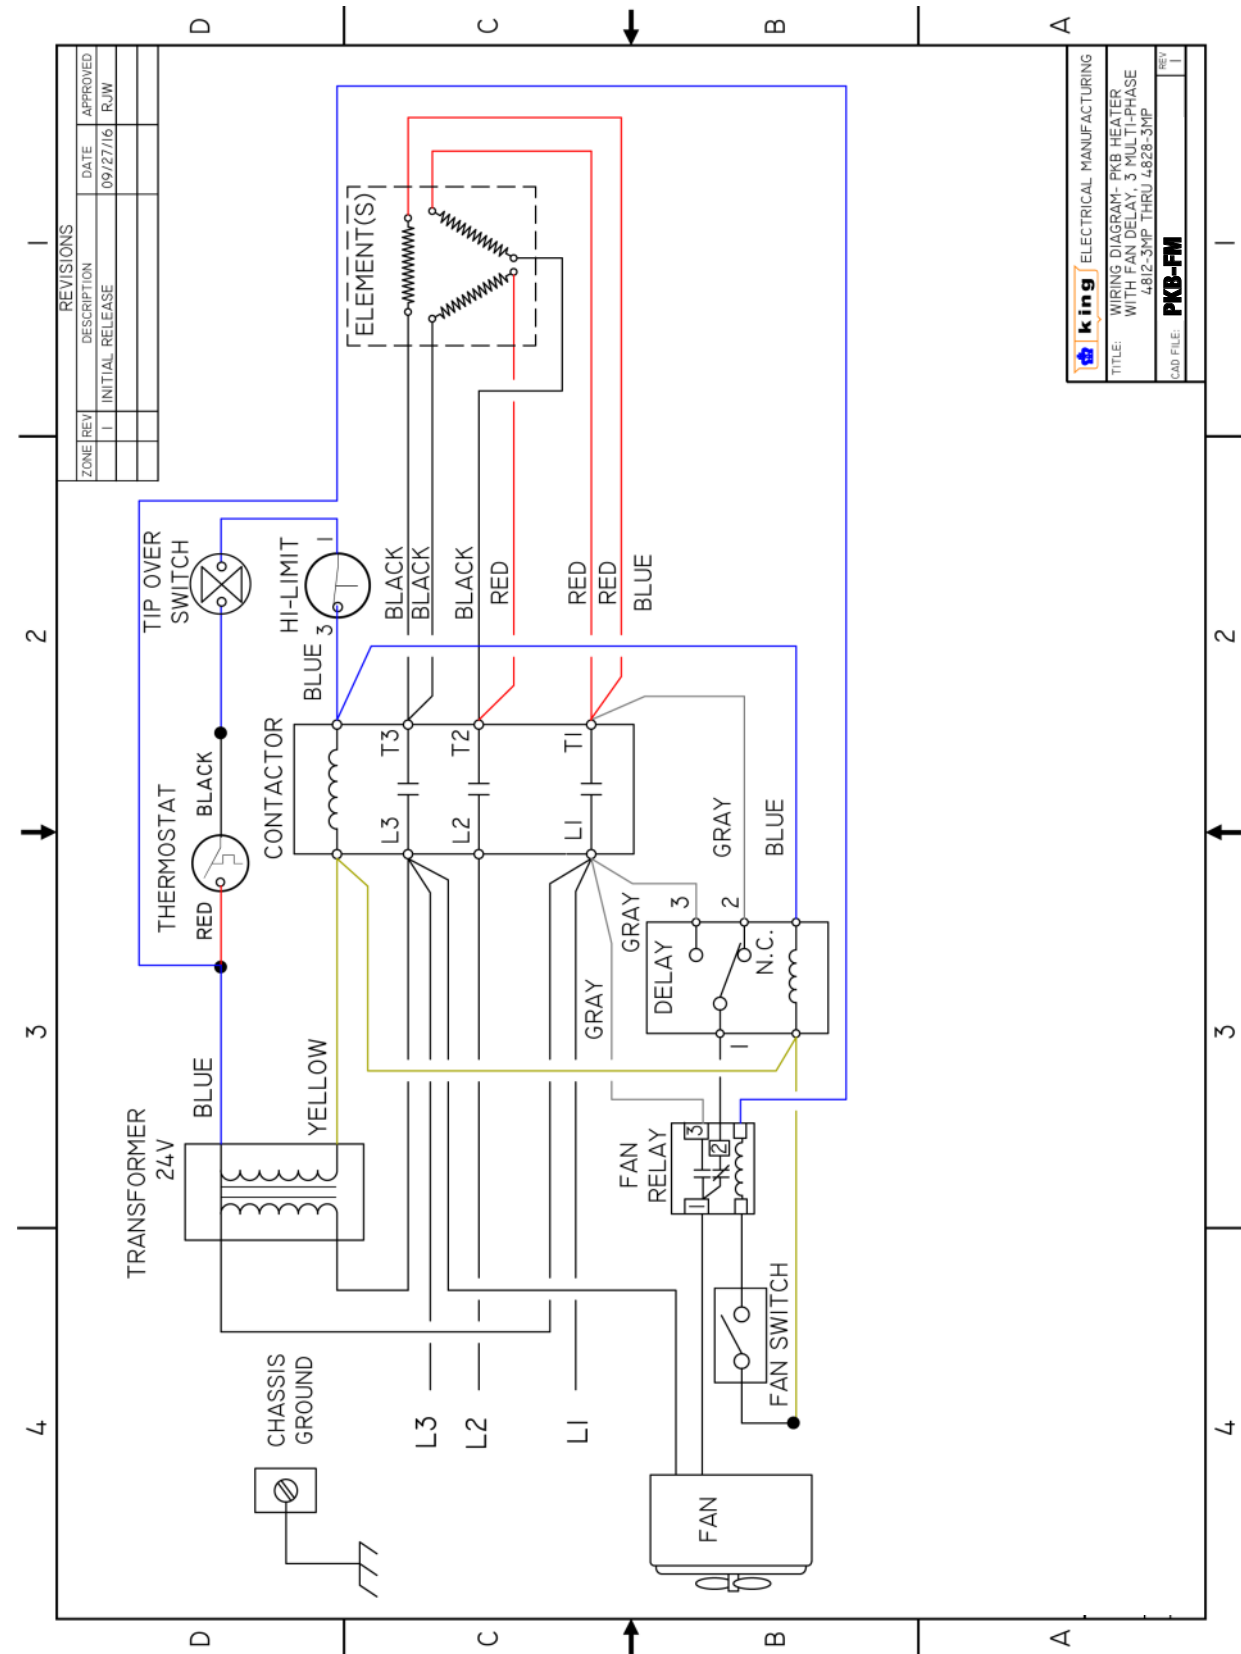 REVISIONS
ZONE REV DESCRIPTION DATE APPROVED
1 INITIAL RELEASE 09/27/16 RJW
D
C
B
A
1
2
3
4
CHASSIS
GROUND
TRANSFORMER
24V
BLUE
YELLOW
THERMOSTAT
RED
BLACK
TIP OVER
SWITCH
HI-LIMIT
3
1
BLUE
CONTACTOR
L3 T3
L2 T2
L1 T1
ELEMENT(S)
BLACK
BLACK
BLACK
RED
RED
RED
BLUE
L3
L2
L1
GRAY
GRAY
GRAY
BLUE
DELAY
3
2
N.C.
1
FAN
RELAY
3
2
1
FAN SWITCH
FAN
king ELECTRICAL MANUFACTURING
TITLE: WIRING DIAGRAM- PKB HEATER
WITH FAN DELAY, 3 MULTI-PHASE
4812-3MP THRU 4828-3MP
CAD FILE: PKB-FM
REV
1
D
C
B
A
1
2
3
4